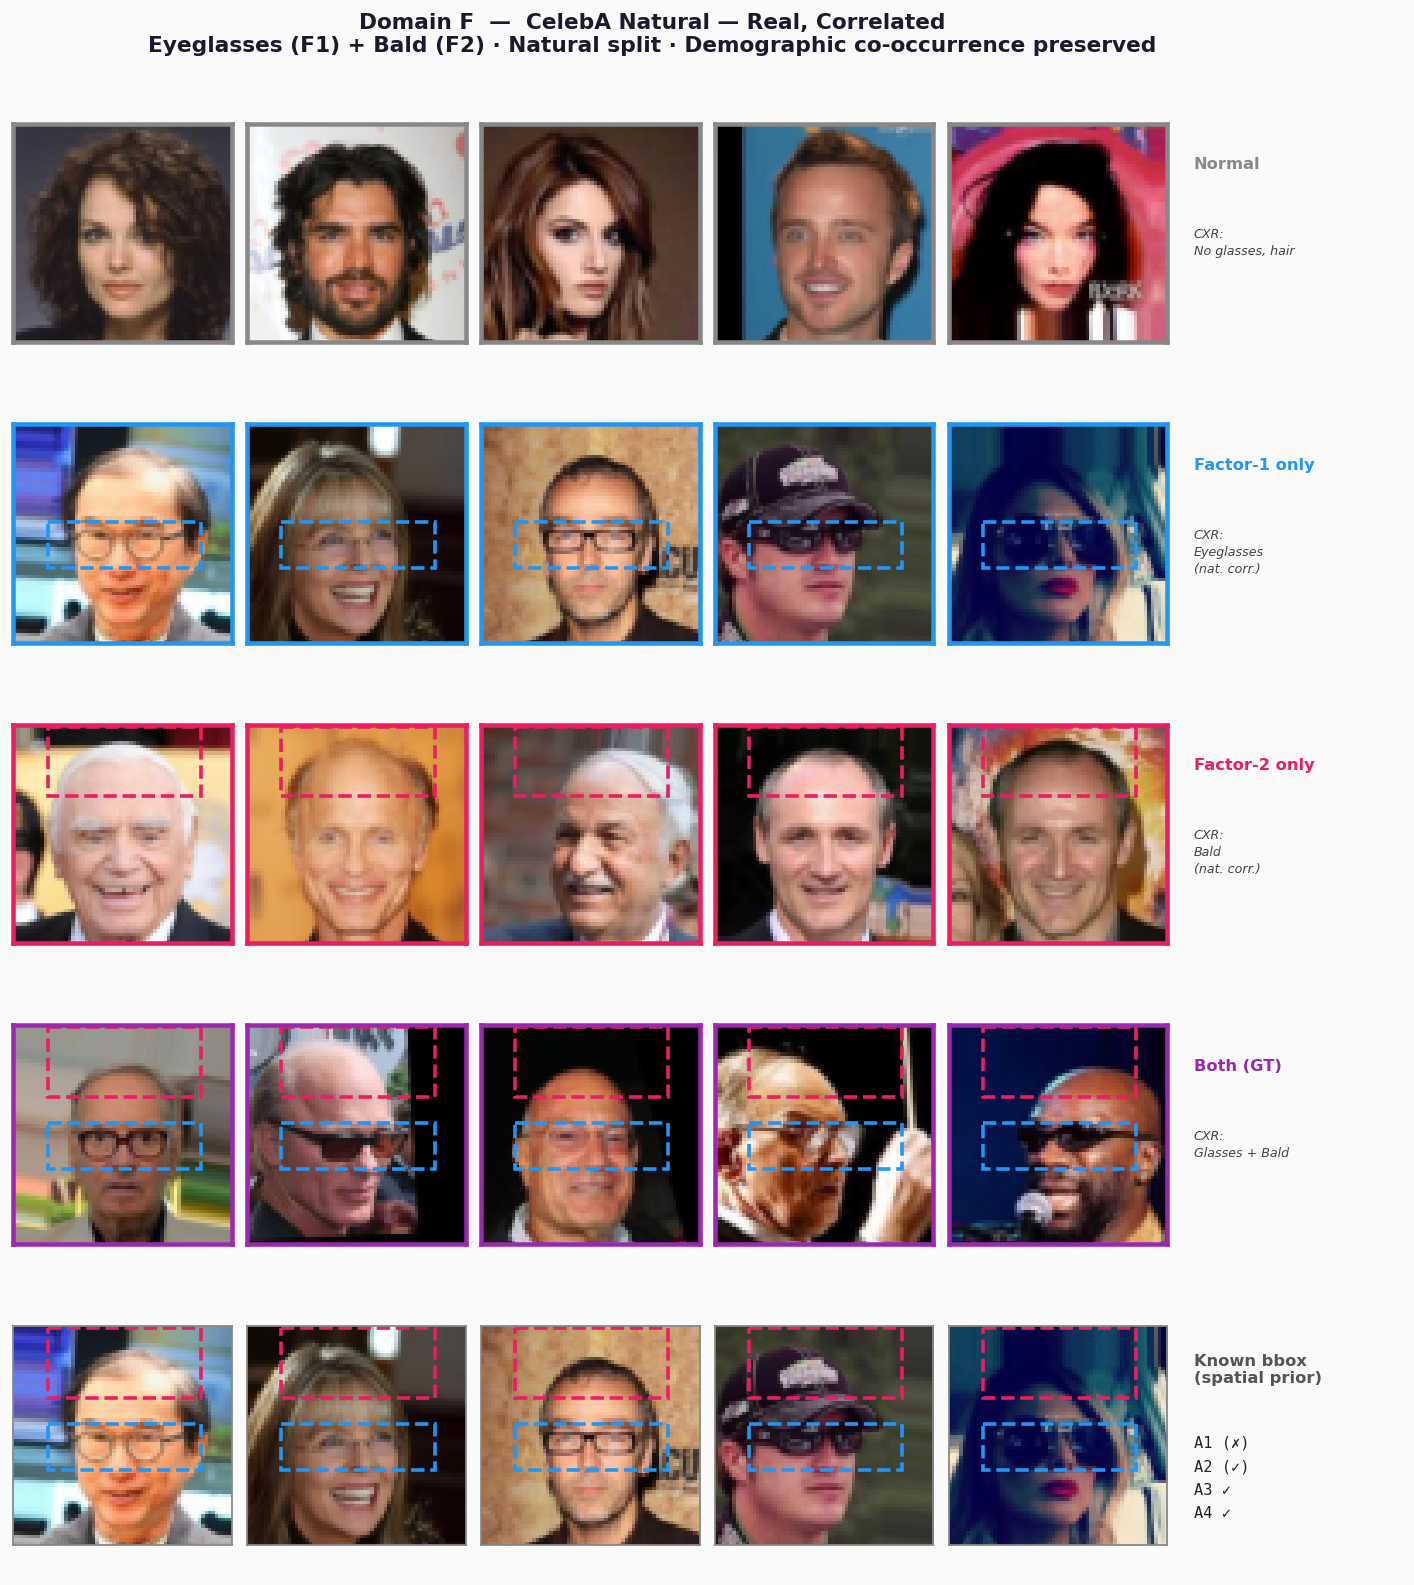 Domain F — CelebA Natural — Real, Correlated
Eyeglasses (F1) + Bald (F2) · Natural split · Demographic co-occurrence preserved
Normal
CXR:
No glasses, hair
Factor-1 only
CXR:
Eyeglasses
(nat. corr.)
Factor-2 only
CXR:
Bald
(nat. corr.)
Both (GT)
CXR:
Glasses + Bald
Known bbox
(spatial prior)
A1 (✗)
A2 (✓)
A3 ✓
A4 ✓